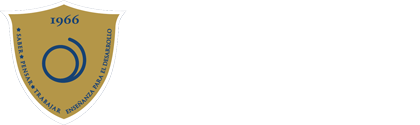 1966
★ SABER ★ PENSAR ★ TRABAJAR
ENSEÑANZA PARA EL DESARROLLO